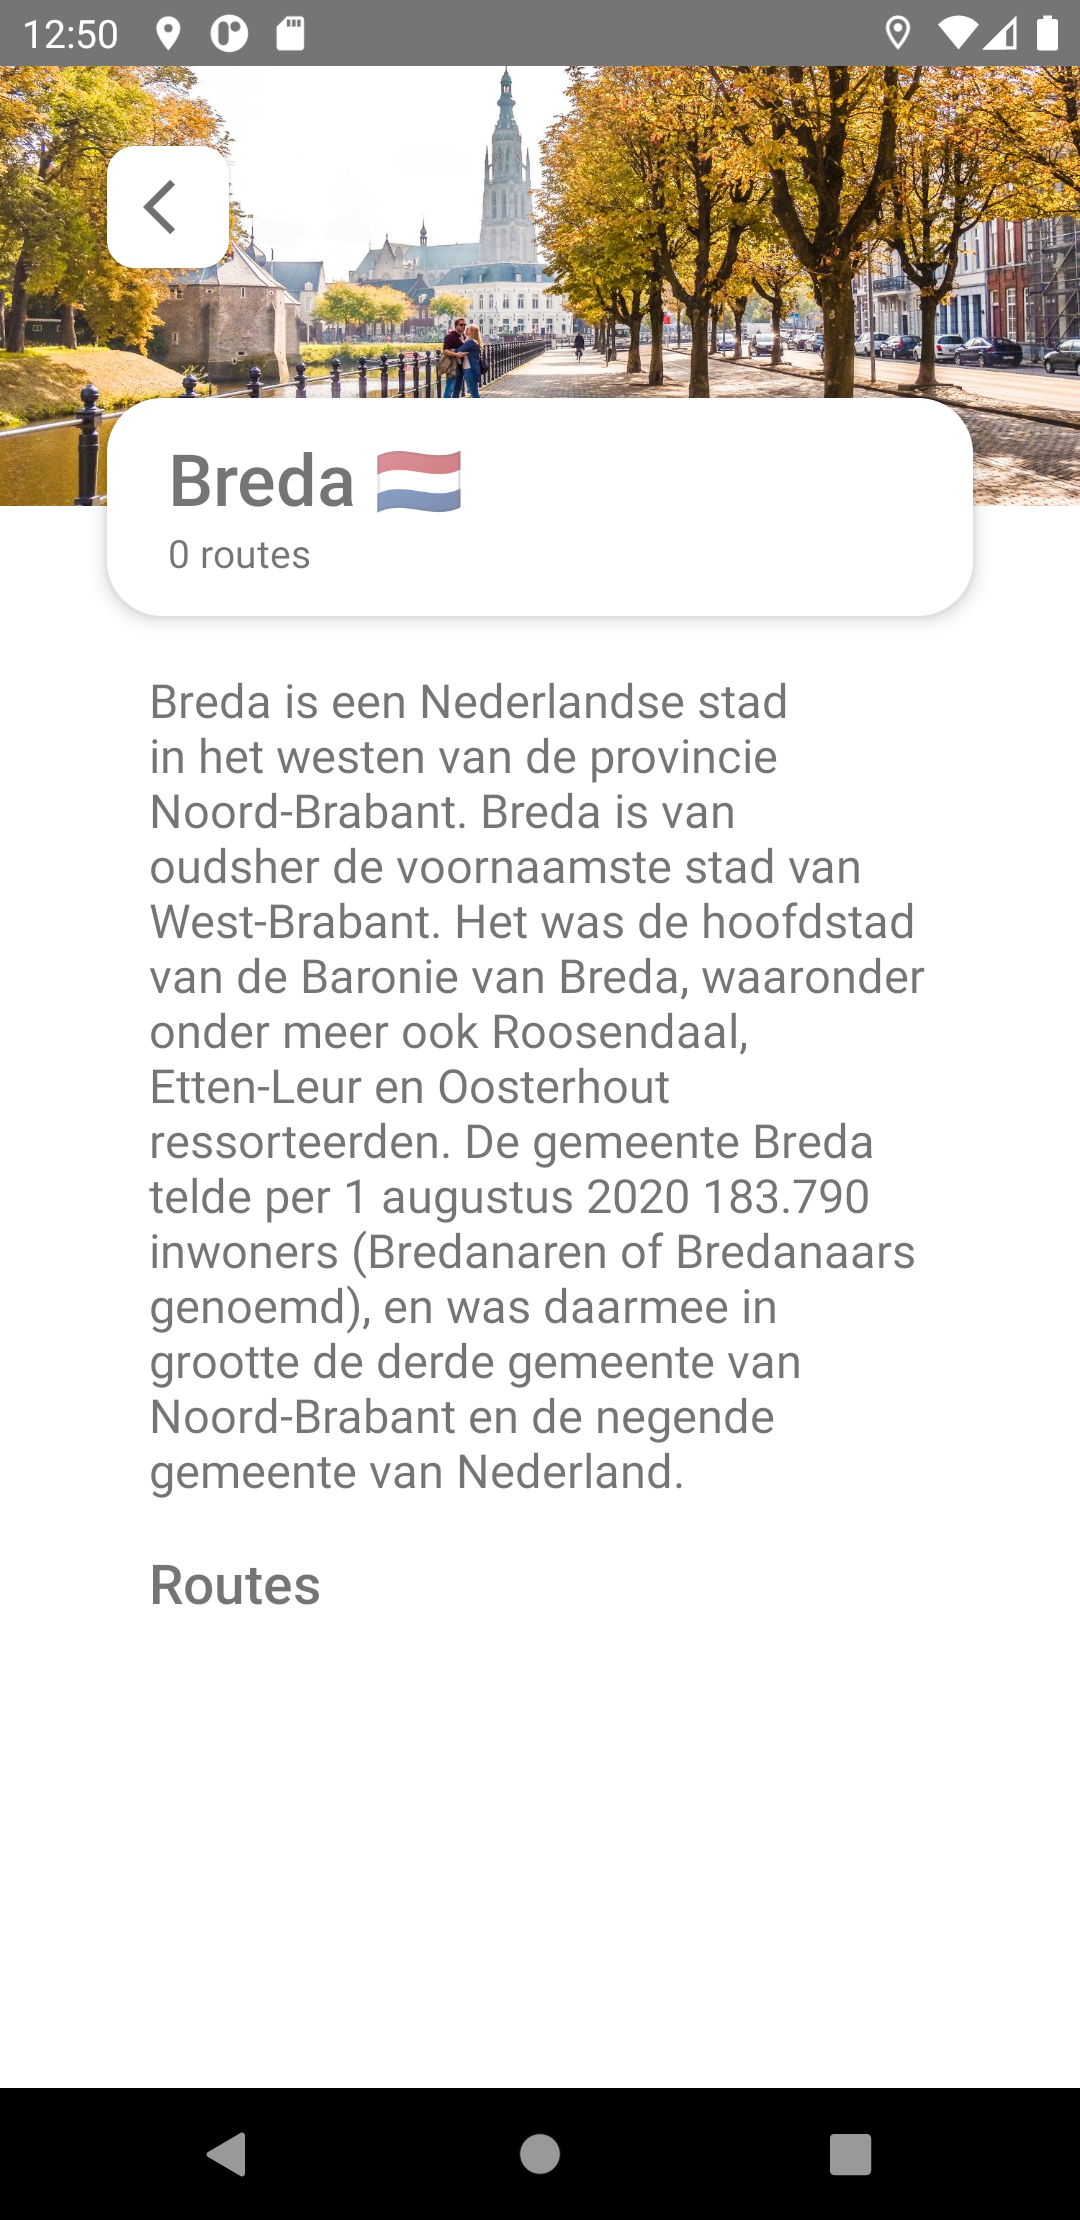 12:50
Breda 🇳🇱
0 routes
Breda is een Nederlandse stad
in het westen van de provincie
Noord-Brabant. Breda is van
oudsher de voornaamste stad van
West-Brabant. Het was de hoofdstad
van de Baronie van Breda, waaronder
onder meer ook Roosendaal,
Etten-Leur en Oosterhout
ressorteerden. De gemeente Breda
telde per 1 augustus 2020 183.790
inwoners (Bredanaren of Bredanaars
genoemd), en was daarmee in
grootte de derde gemeente van
Noord-Brabant en de negende
gemeente van Nederland.
Routes